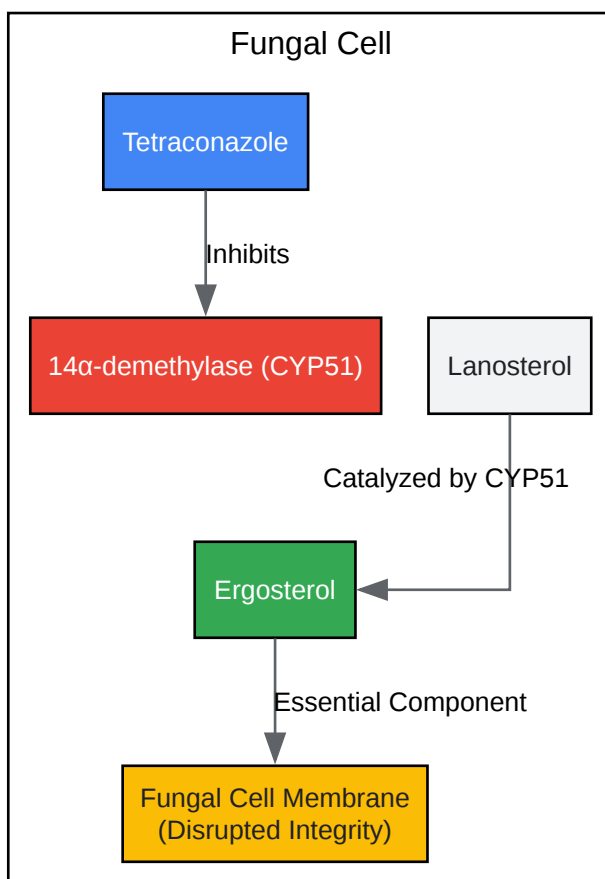 Fungal Cell
Tetraconazole
Inhibits
14α-demethylase (CYP51)
Lanosterol
Catalyzed by CYP51
Ergosterol
Essential Component
Fungal Cell Membrane
(Disrupted Integrity)